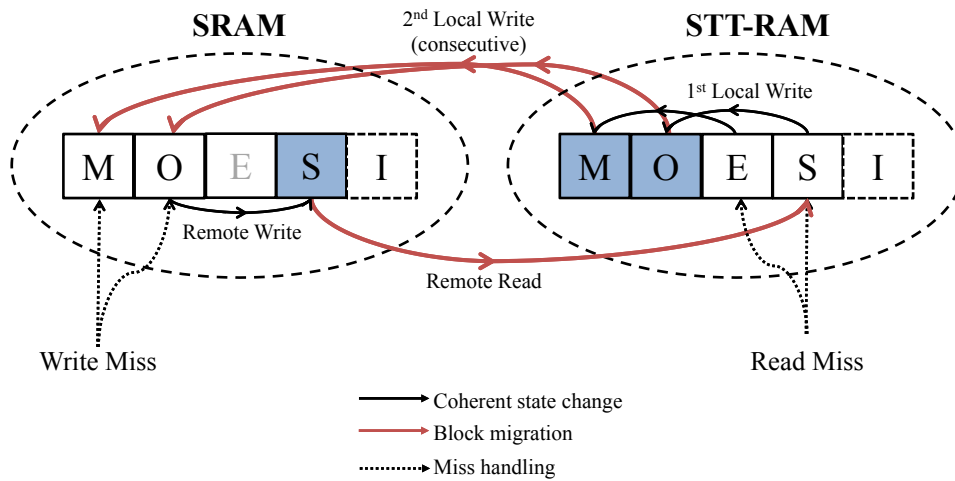 SRAM
2nd Local Write
(consecutive)
STT-RAM
1st Local Write
M O E S I
M O E S I
Remote Write
Remote Read
Write Miss
Read Miss
Coherent state change
Block migration
Miss handling